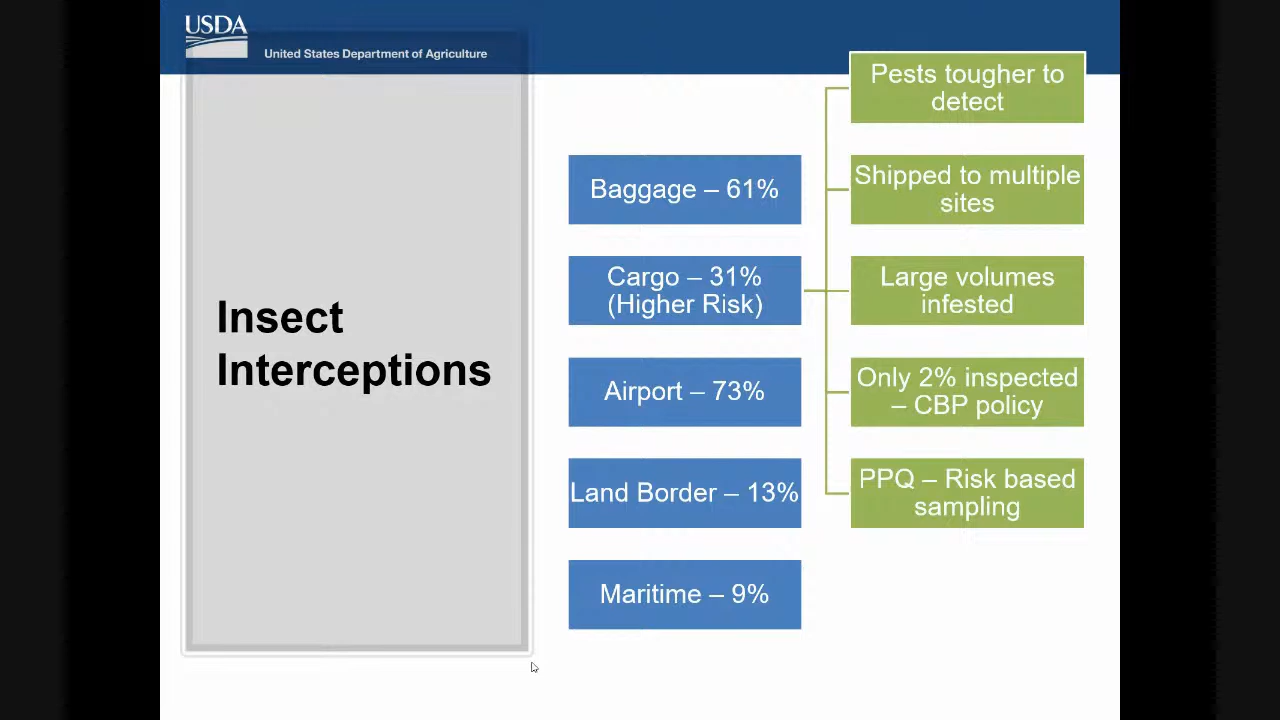 USDA
United States Department of Agriculture
Insect
Interceptions
Baggage – 61%
Cargo – 31%
(Higher Risk)
Airport – 73%
Land Border – 13%
Maritime – 9%
Pests tougher to
detect
Shipped to multiple
sites
Large volumes
infested
Only 2% inspected
– CBP policy
PPQ – Risk based
sampling